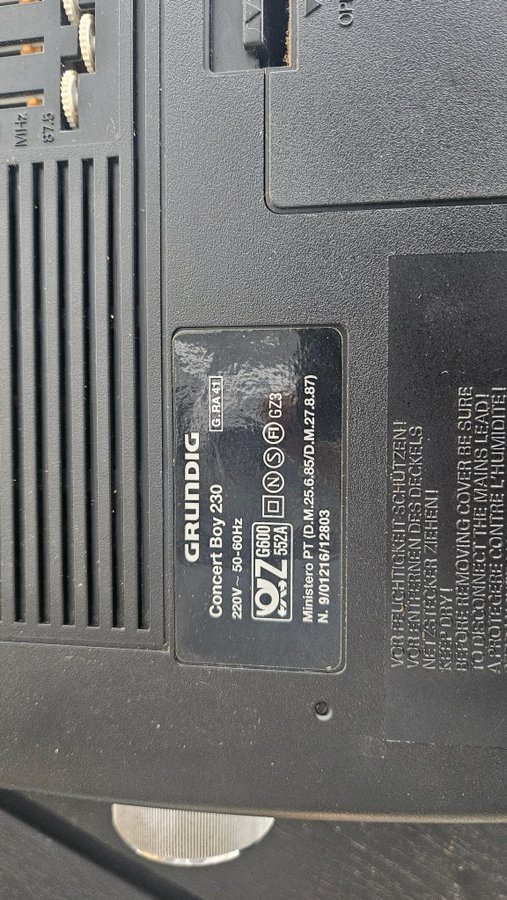 OP
MHz 87.5
GRUNDIG
Concert Boy 230 G.RA 41
220V~ 50-60Hz
Z G600 552A N S FI GZ3
Ministero PT (D.M.25.6.85/D.M.27.8.87)
N. 9/01216/12803
VOR FEUCHTIGKEIT SCHÜTZEN!
VOR ENTFERNEN DES DECKELS
NETZSTECKER ZIEHEN!
KEEP DRY!
BEFORE REMOVING COVER BE SURE
TO DISCONNECT THE MAINS LEAD!
A PROTEGERE CONTRE L'HUMIDITE!